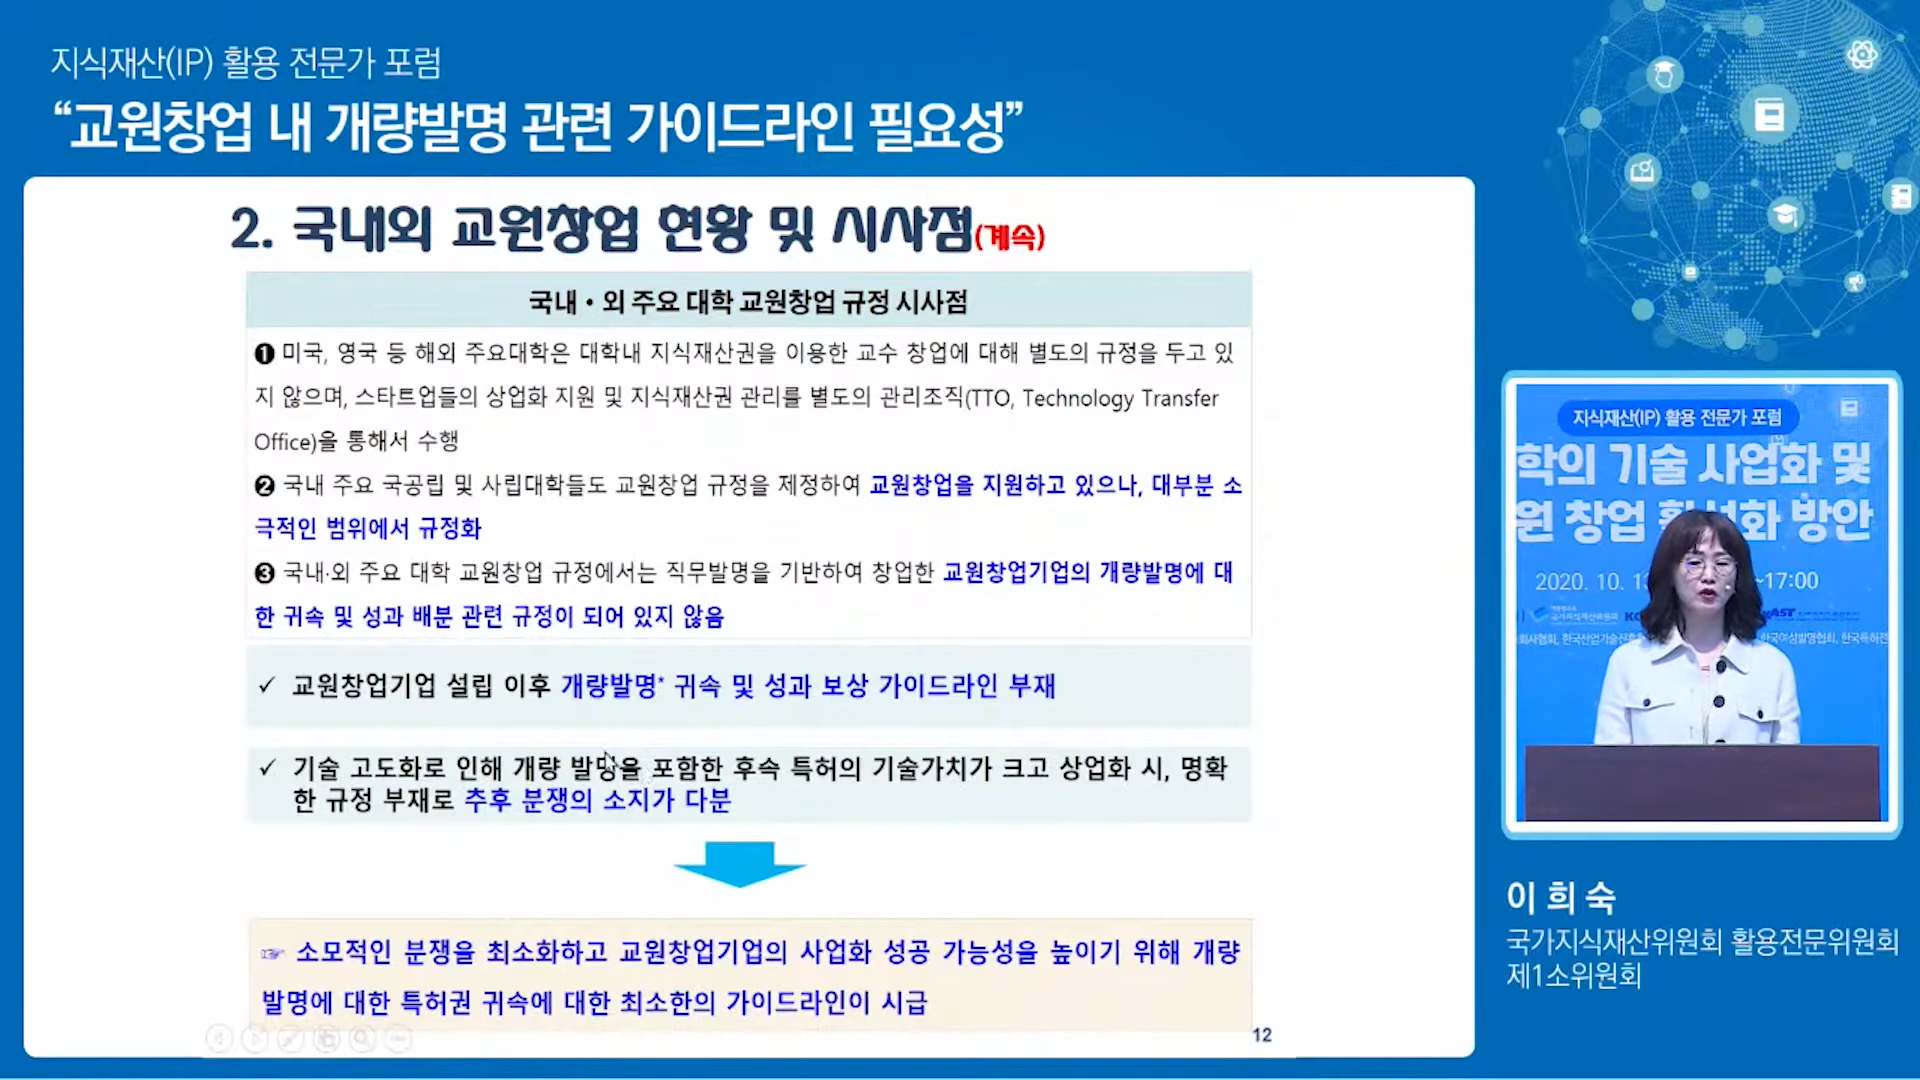 지식재산(IP) 활용 전문가 포럼
“교원창업 내 개량발명 관련 가이드라인 필요성”
2. 국내외 교원창업 현황 및 시사점(계속)
국내・외 주요 대학 교원창업 규정 시사점
❶ 미국, 영국 등 해외 주요대학은 대학내 지식재산권을 이용한 교수 창업에 대해 별도의 규정을 두고 있
지 않으며, 스타트업들의 상업화 지원 및 지식재산권 관리를 별도의 관리조직(TTO, Technology Transfer
Office)을 통해서 수행
❷ 국내 주요 국공립 및 사립대학들도 교원창업 규정을 제정하여 교원창업을 지원하고 있으나, 대부분 소
극적인 범위에서 규정화
❸ 국내·외 주요 대학 교원창업 규정에서는 직무발명을 기반하여 창업한 교원창업기업의 개량발명에 대
한 귀속 및 성과 배분 관련 규정이 되어 있지 않음
✓ 교원창업기업 설립 이후 개량발명* 귀속 및 성과 보상 가이드라인 부재
✓ 기술 고도화로 인해 개량 발명을 포함한 후속 특허의 기술가치가 크고 상업화 시, 명확
한 규정 부재로 추후 분쟁의 소지가 다분
☞ 소모적인 분쟁을 최소화하고 교원창업기업의 사업화 성공 가능성을 높이기 위해 개량
발명에 대한 특허권 귀속에 대한 최소한의 가이드라인이 시급
12
지식재산(IP) 활용 전문가 포럼
학의 기술 사업화 및
원 창업 활성화 방안
2020. 10. ~17:00
국가지식재산위원회
한국여성발명협회,
이 희 숙
국가지식재산위원회 활용전문위원회
제1소위원회